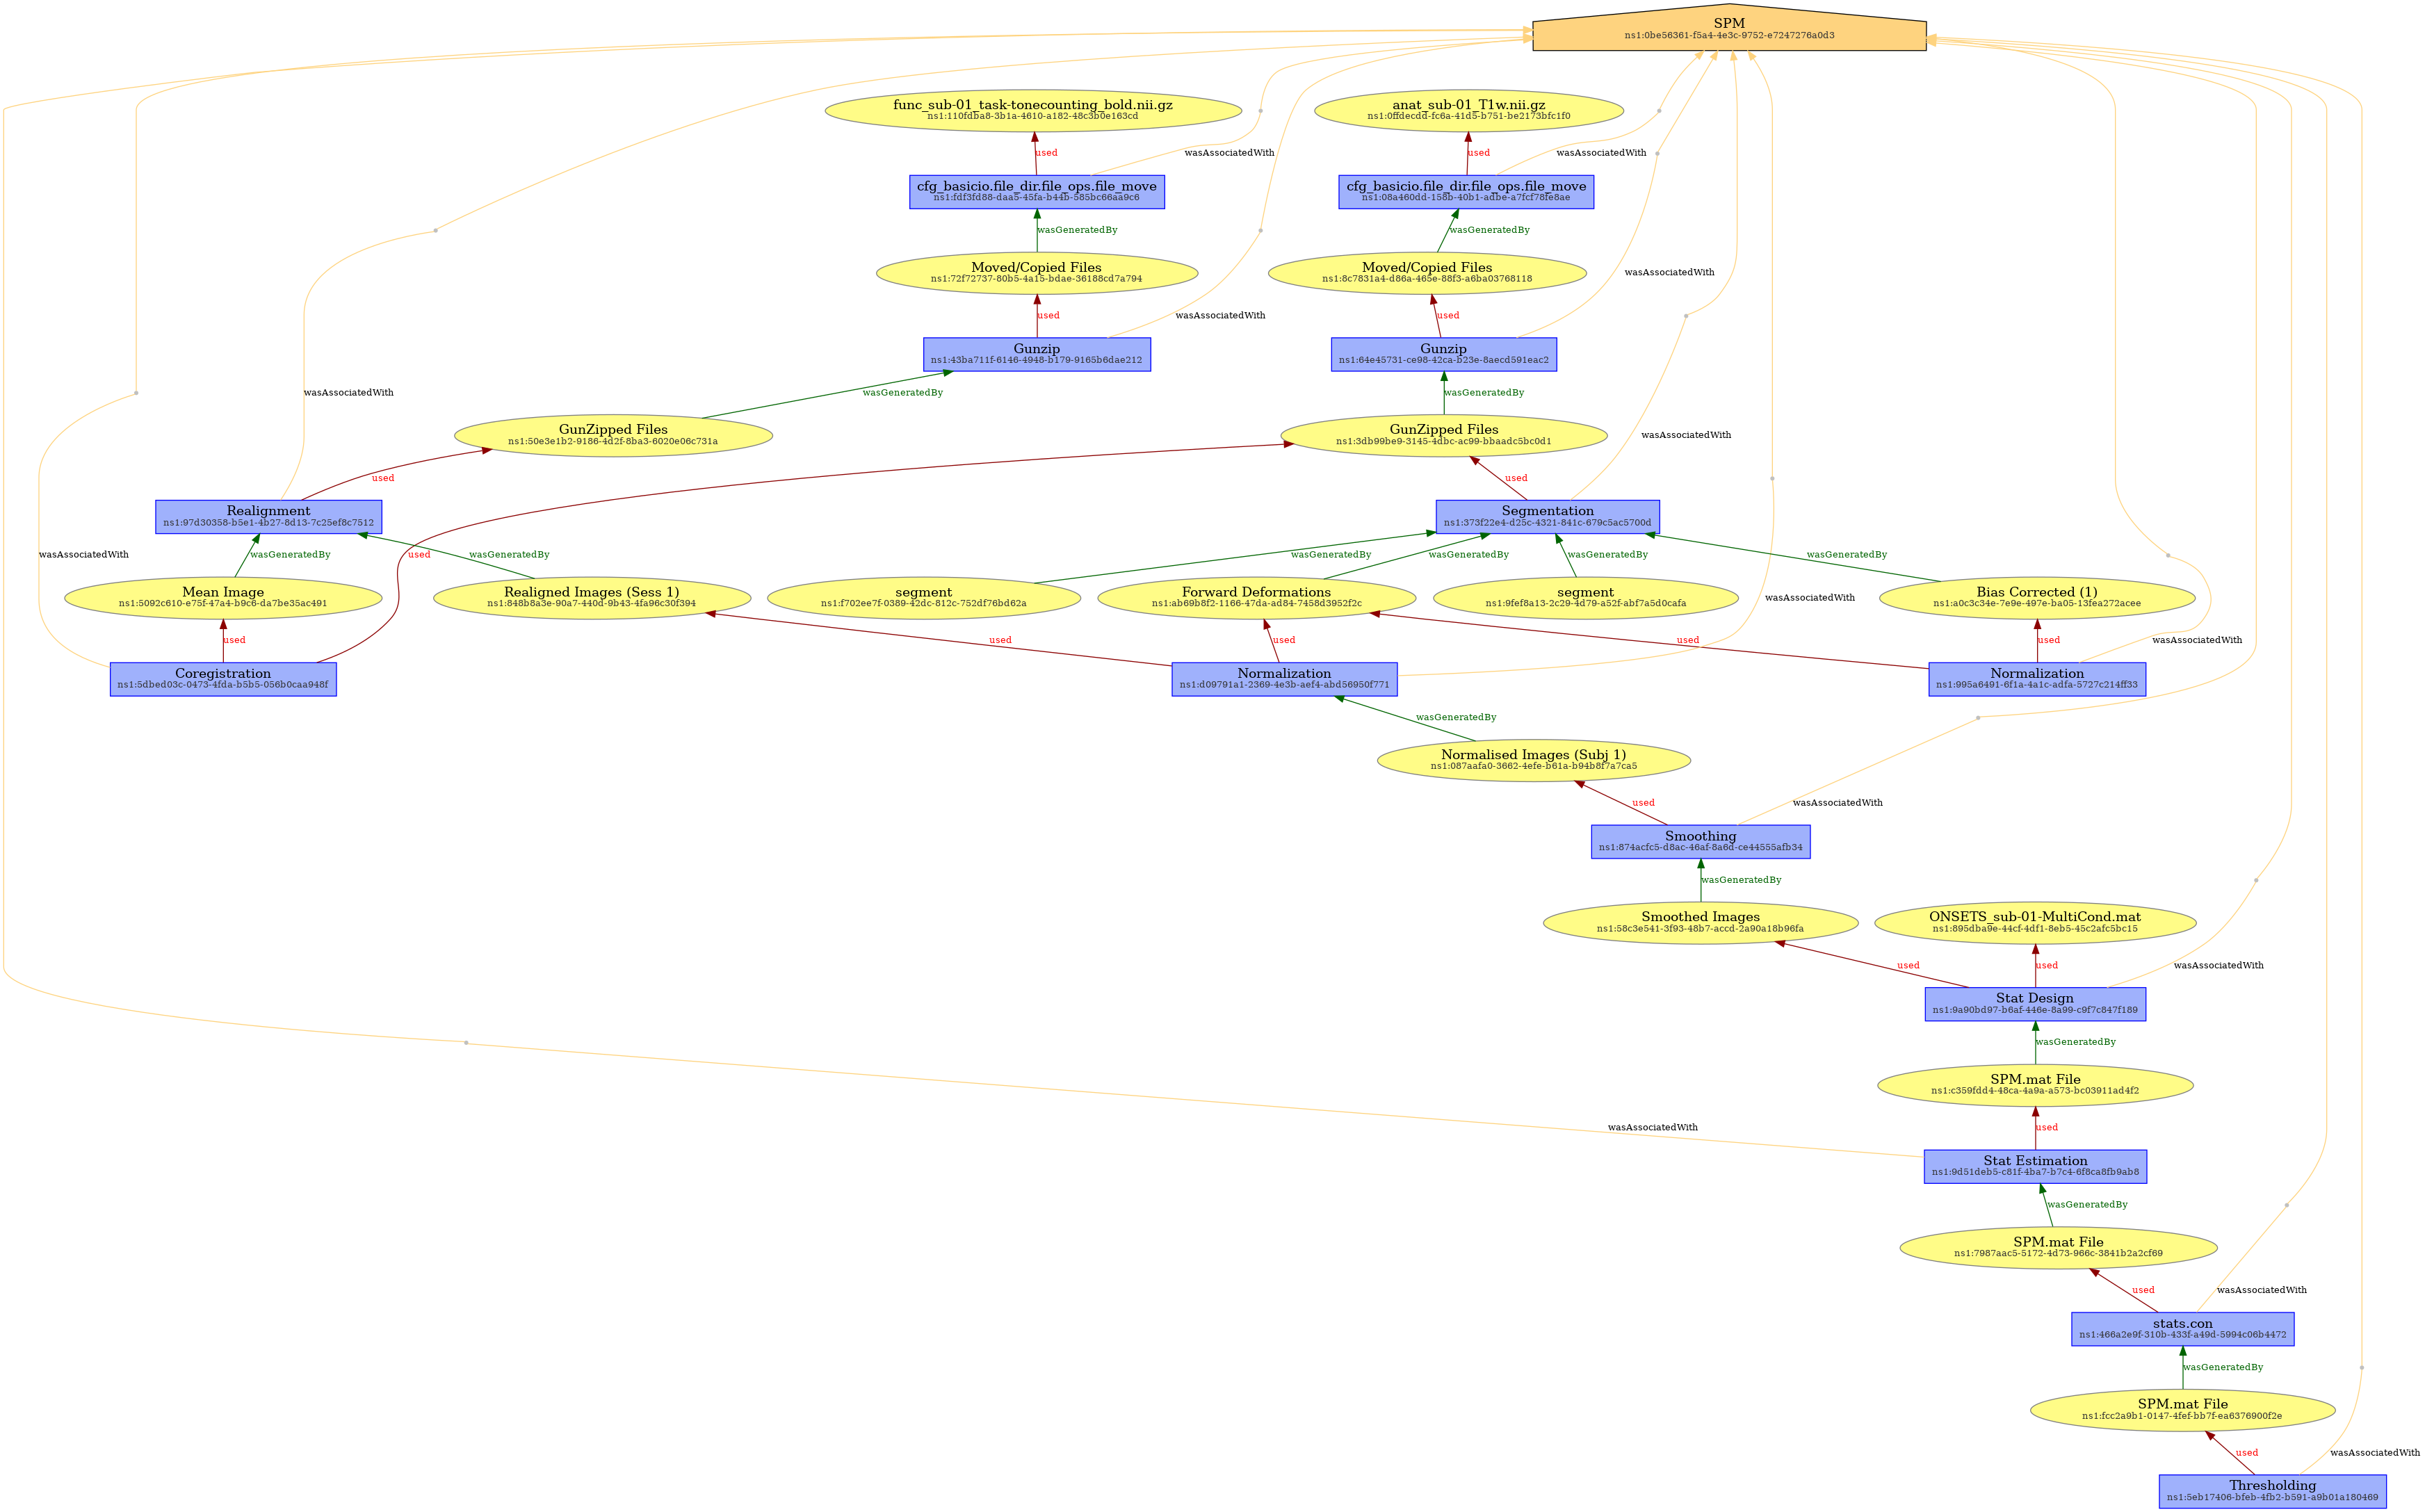 SPM
ns1:0be56361-f5a4-4e3c-9752-e7247276a0d3
func_sub-01_task-tonecounting_bold.nii.gz
ns1:110fdba8-3b1a-4610-a182-48c3b0e163cd
anat_sub-01_T1w.nii.gz
ns1:0ffdecdd-fc6a-41d5-b751-be2173bfc1f0
used
wasAssociatedWith
used
wasAssociatedWith
cfg_basicio.file_dir.file_ops.file_move
ns1:fdf3fd88-daa5-45fa-b44b-585bc66aa9c6
cfg_basicio.file_dir.file_ops.file_move
ns1:08a460dd-158b-40b1-adbe-a7fcf78fe8ae
wasGeneratedBy
wasGeneratedBy
Moved/Copied Files
ns1:72f72737-80b5-4a15-bdae-36188cd7a794
Moved/Copied Files
ns1:8c7831a4-d86a-465e-88f3-a6ba03768118
wasAssociatedWith
used
wasAssociatedWith
used
Gunzip
ns1:43ba711f-6146-4948-b179-9165b6dae212
Gunzip
ns1:64e45731-ce98-42ca-b23e-8aecd591eac2
wasAssociatedWith
wasGeneratedBy
wasGeneratedBy
GunZipped Files
ns1:50e3e1b2-9186-4d2f-8ba3-6020e06c731a
GunZipped Files
ns1:3db99be9-3145-4dbc-ac99-bbaadc5bc0d1
wasAssociatedWith
used
used
Realignment
ns1:97d30358-b5e1-4b27-8d13-7c25ef8c7512
Segmentation
ns1:373f22e4-d25c-4321-841c-679c5ac5700d
wasAssociatedWith
wasGeneratedBy
used
wasGeneratedBy
wasGeneratedBy
wasGeneratedBy
wasGeneratedBy
wasGeneratedBy
Mean Image
ns1:5092c610-e75f-47a4-b9c6-da7be35ac491
Realigned Images (Sess 1)
ns1:848b8a3e-90a7-440d-9b43-4fa96c30f394
segment
ns1:f702ee7f-0389-42dc-812c-752df76bd62a
Forward Deformations
ns1:ab69b8f2-1166-47da-ad84-7458d3952f2c
segment
ns1:9fef8a13-2c29-4d79-a52f-abf7a5d0cafa
wasAssociatedWith
Bias Corrected (1)
ns1:a0c3c34e-7e9e-497e-ba05-13fea272acee
used
used
used
used
used
wasAssociatedWith
Coregistration
ns1:5dbed03c-0473-4fda-b5b5-056b0caa948f
Normalization
ns1:d09791a1-2369-4e3b-aef4-abd56950f771
Normalization
ns1:995a6491-6f1a-4a1c-adfa-5727c214ff33
wasGeneratedBy
Normalised Images (Subj 1)
ns1:087aafa0-3662-4efe-b61a-b94b8f7a7ca5
used
wasAssociatedWith
Smoothing
ns1:874acfc5-d8ac-46af-8a6d-ce44555afb34
wasGeneratedBy
Smoothed Images
ns1:58c3e541-3f93-48b7-accd-2a90a18b96fa
ONSETS_sub-01-MultiCond.mat
ns1:895dba9e-44cf-4df1-8eb5-45c2afc5bc15
used
used
wasAssociatedWith
Stat Design
ns1:9a90bd97-b6af-446e-8a99-c9f7c847f189
wasGeneratedBy
SPM.mat File
ns1:c359fdd4-48ca-4a9a-a573-bc03911ad4f2
wasAssociatedWith
used
Stat Estimation
ns1:9d51deb5-c81f-4ba7-b7c4-6f8ca8fb9ab8
wasGeneratedBy
SPM.mat File
ns1:7987aac5-5172-4d73-966c-3841b2a2cf69
used
wasAssociatedWith
stats.con
ns1:466a2e9f-310b-433f-a49d-5994c06b4472
wasGeneratedBy
SPM.mat File
ns1:fcc2a9b1-0147-4fef-bb7f-ea6376900f2e
used
wasAssociatedWith
Thresholding
ns1:5eb17406-bfeb-4fb2-b591-a9b01a180469